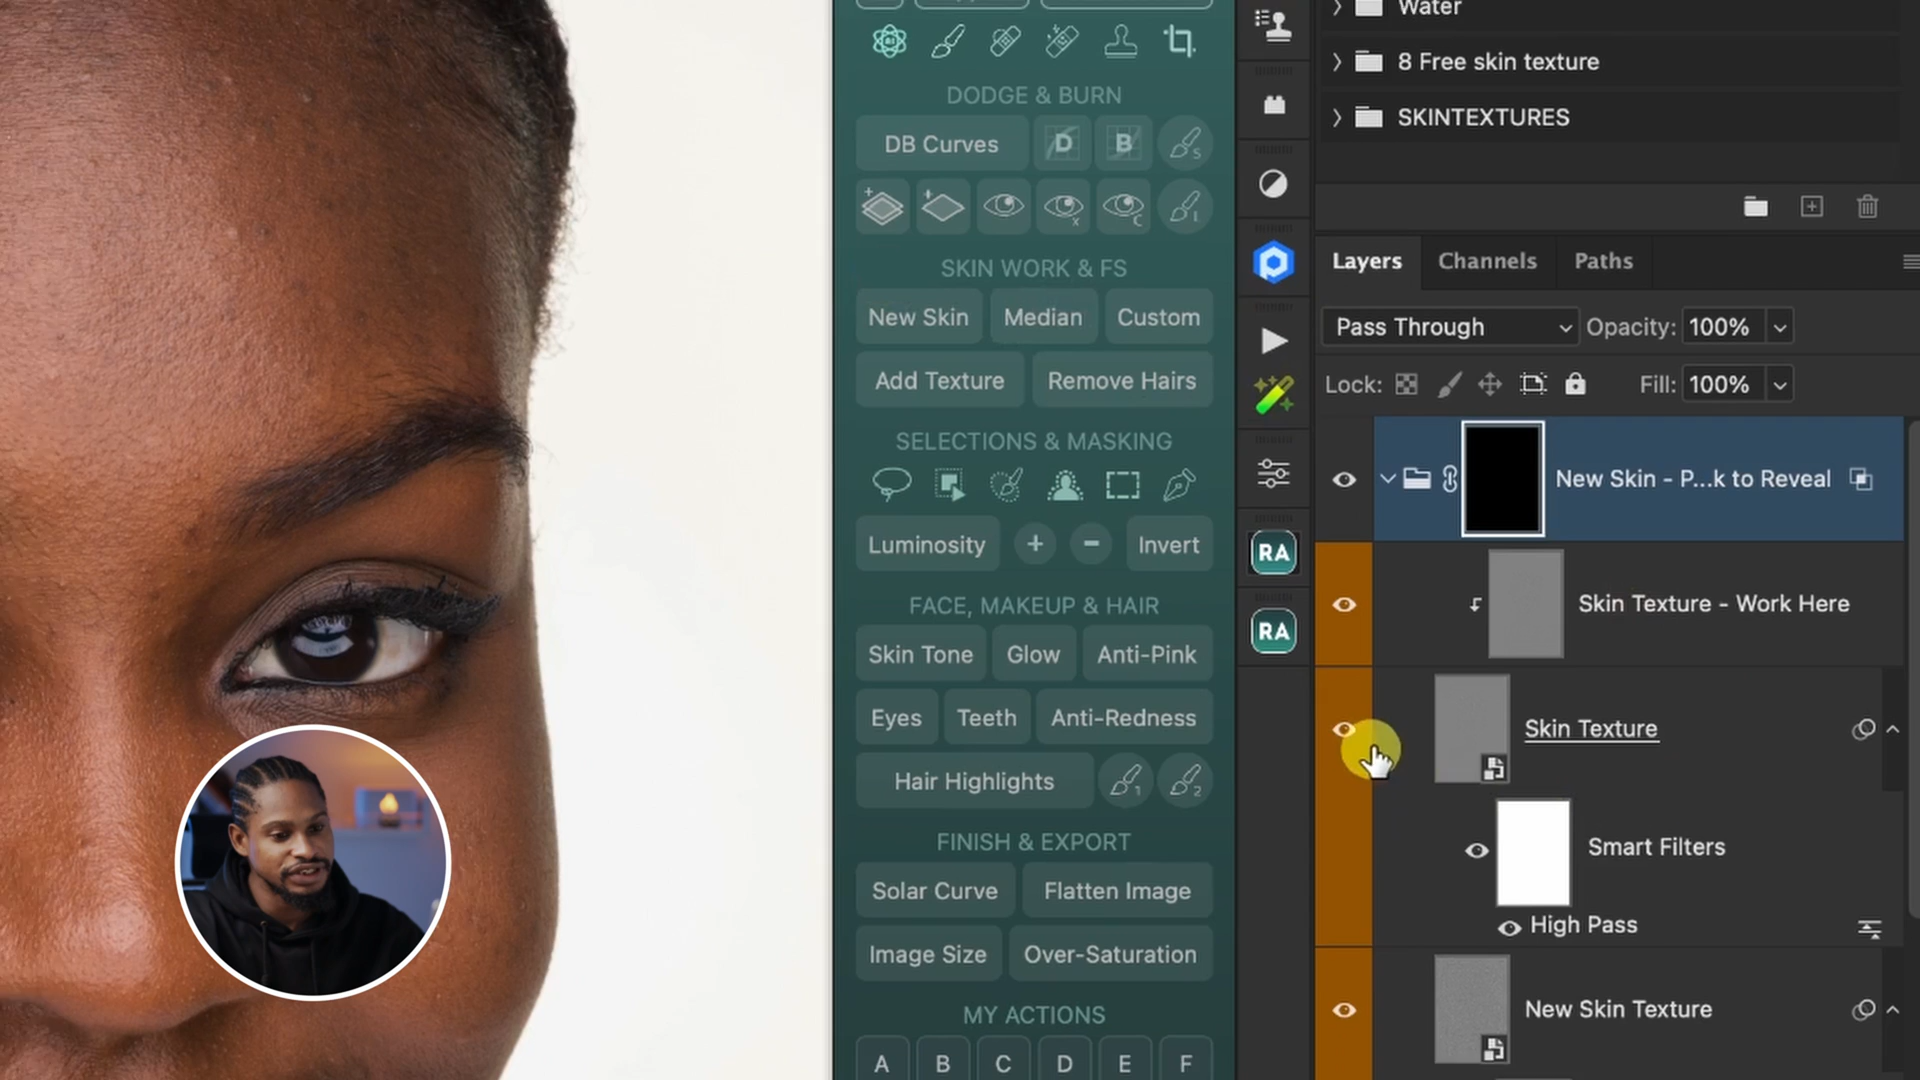 Water
8 Free skin texture
SKINTEXTURES
DODGE & BURN
DB Curves D B S
X C L
SKIN WORK & FS
New Skin Median Custom
Add Texture Remove Hairs
SELECTIONS & MASKING
Luminosity + - Invert
FACE, MAKEUP & HAIR
Skin Tone Glow Anti-Pink
Eyes Teeth Anti-Redness
Hair Highlights 1 2
FINISH & EXPORT
Solar Curve Flatten Image
Image Size Over-Saturation
MY ACTIONS
A B C D E F
RA
RA
Layers Channels Paths
Pass Through Opacity: 100%
Lock: Fill: 100%
New Skin - P...k to Reveal
Skin Texture - Work Here
Skin Texture
Smart Filters
High Pass
New Skin Texture